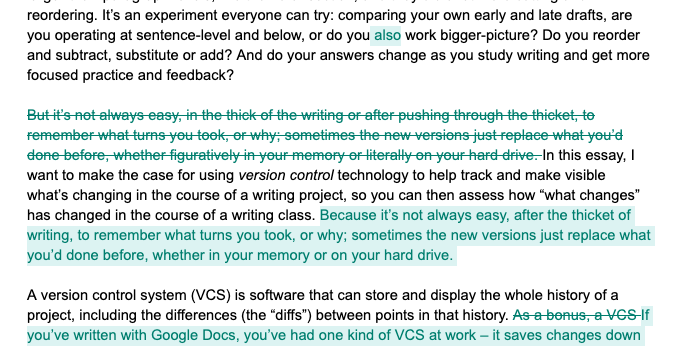 reordering. It's an experiment everyone can try: comparing your own early and late drafts, are
you operating at sentence-level and below, or do you also work bigger-picture? Do you reorder
and subtract, substitute or add? And do your answers change as you study writing and get more
focused practice and feedback?
But it's not always easy, in the thick of the writing or after pushing through the thicket, to
remember what turns you took, or why; sometimes the new versions just replace what you'd
done before, whether figuratively in your memory or literally on your hard drive. In this essay, I
want to make the case for using version control technology to help track and make visible
what's changing in the course of a writing project, so you can then assess how "what changes"
has changed in the course of a writing class. Because it's not always easy, after the thicket of
writing, to remember what turns you took, or why; sometimes the new versions just replace what
you'd done before, whether in your memory or on your hard drive.
A version control system (VCS) is software that can store and display the whole history of a
project, including the differences (the "diffs") between points in that history. As a bonus, a VCS If
you've written with Google Docs, you've had one kind of VCS at work – it saves changes down